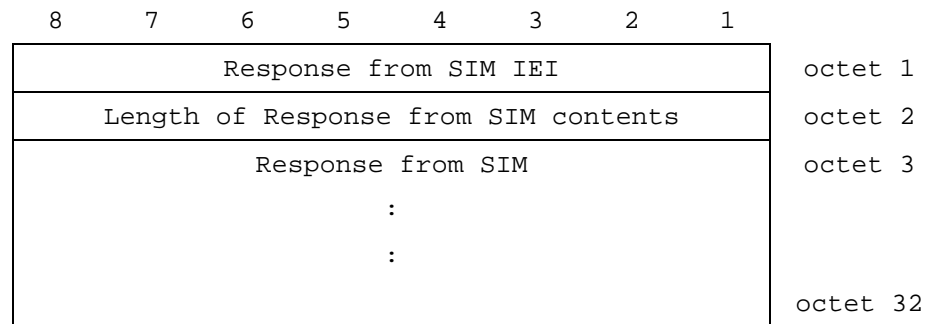 8 7 6 5 4 3 2 1
Response from SIM IEI octet 1
Length of Response from SIM contents octet 2
Response from SIM octet 3
:
:
octet 32